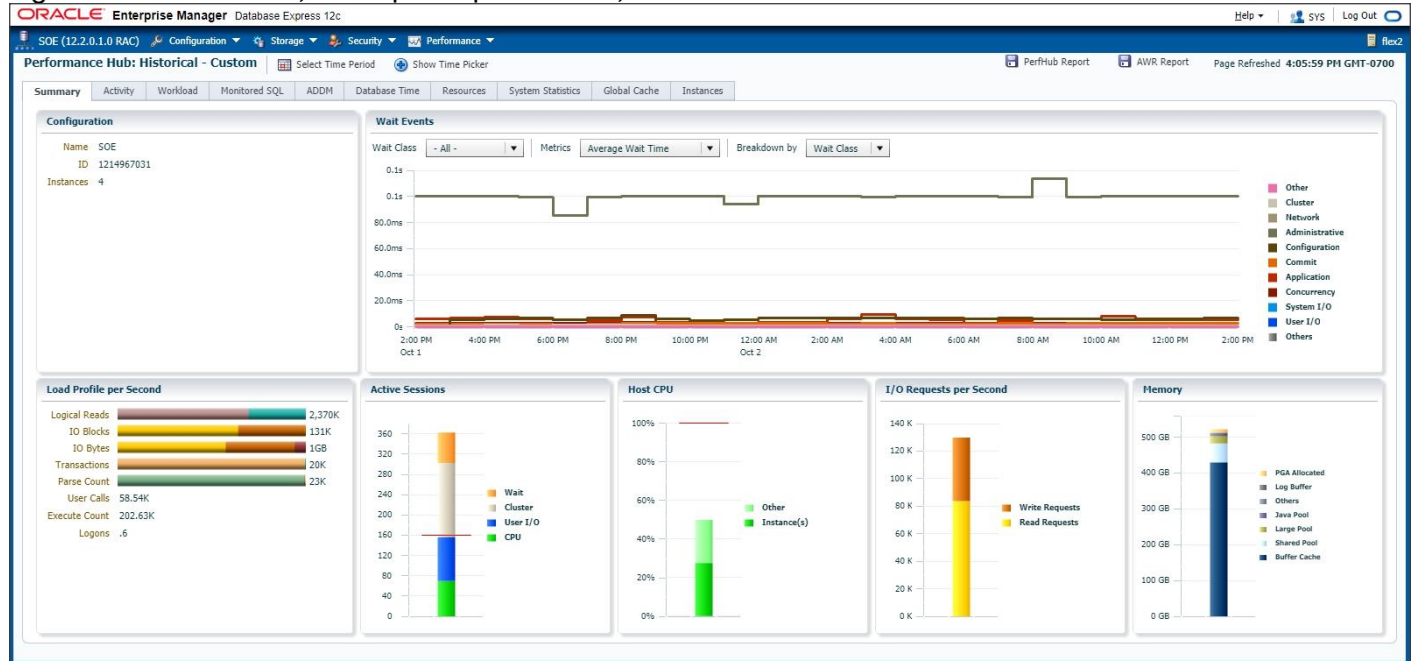 ORACLE Enterprise Manager Database Express 12c
Help SYS Log Out
SOE (12.2.0.1.0 RAC) Configuration Storage Security Performance flex2
Performance Hub: Historical - Custom Select Time Period Show Time Picker PerfHub Report AWR Report Page Refreshed 4:05:59 PM GMT-0700
Summary Activity Workload Monitored SQL ADDM Database Time Resources System Statistics Global Cache Instances
Configuration
Name SOE
ID 1214967031
Instances 4
Wait Events
Wait Class - All - Metrics Average Wait Time Breakdown by Wait Class
0.1s
0.1s
80.0ms
60.0ms
40.0ms
20.0ms
0s
2:00 PM 4:00 PM 6:00 PM 8:00 PM 10:00 PM 12:00 AM 2:00 AM 4:00 AM 6:00 AM 8:00 AM 10:00 AM 12:00 PM 2:00 PM
Oct 1 Oct 2
Other
Cluster
Network
Administrative
Configuration
Commit
Application
Concurrency
System I/O
User I/O
Others
Load Profile per Second
Logical Reads 2,370K
IO Blocks 131K
IO Bytes 1GB
Transactions 20K
Parse Count 23K
User Calls 58.54K
Execute Count 202.63K
Logons .6
Active Sessions
360
320
280
240
200
160
120
80
40
0
Wait
Cluster
User I/O
CPU
Host CPU
100%
80%
60%
40%
20%
0%
Other
Instance(s)
I/O Requests per Second
140 K
120 K
100 K
80 K
60 K
40 K
20 K
0 K
Write Requests
Read Requests
Memory
500 GB
400 GB
300 GB
200 GB
100 GB
0 GB
PGA Allocated
Log Buffer
Others
Java Pool
Large Pool
Shared Pool
Buffer Cache